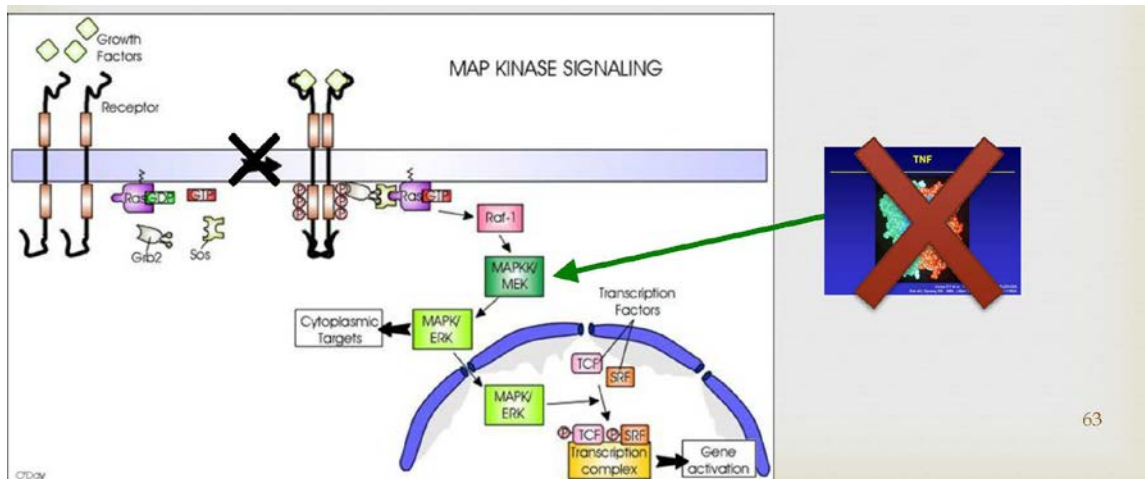 Growth
Factors
MAP KINASE SIGNALING
Receptor
TNF
Ras GDP
GTP
Grb2
Sos
P
P
P
P
P
P
Ras GTP
Raf-1
MAPKK/
MEK
Transcription
Factors
Cytoplasmic
Targets
MAPK/
ERK
TCF
SRF
MAPK/
ERK
P TCF P SRF
Transcription
complex
Gene
activation
63